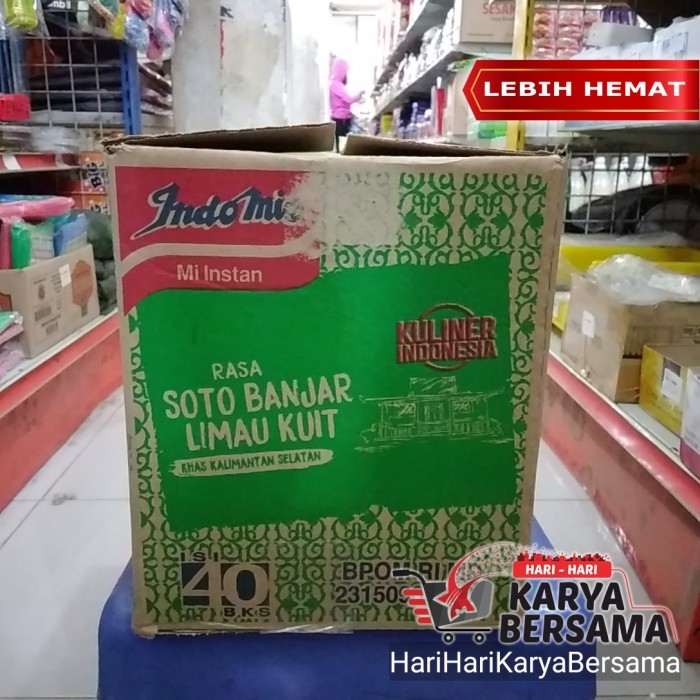 LEBIH HEMAT
Mi Instan
KULINER
INDONESIA
RASA
SOTO BANJAR
LIMAU KUIT
KHAS KALIMANTAN SELATAN
ISI
40
BKS
HARI - HARI
KARYA
BERSAMA
HariHariKaryaBersama